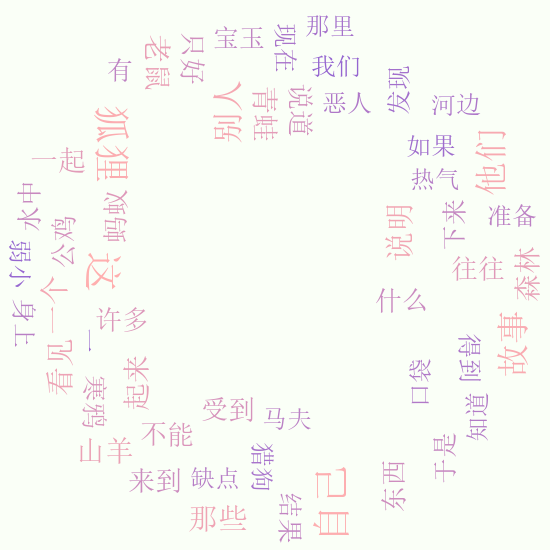 那里
宝玉
现在
只好
老鼠
有
我们
发现
别人
青蛙
说道
恶人
河边
狐狸
如果
他们
一起
热气
水中
蚂蚁
公鸡
说明
下来
准备
弱小
这
往往
森林
一个
什么
身上
许多
一
看见
故事
得到
起来
口袋
寒鸦
受到
马夫
知道
山羊
不能
于是
来到
缺点
猎狗
东西
那些
结果
自己